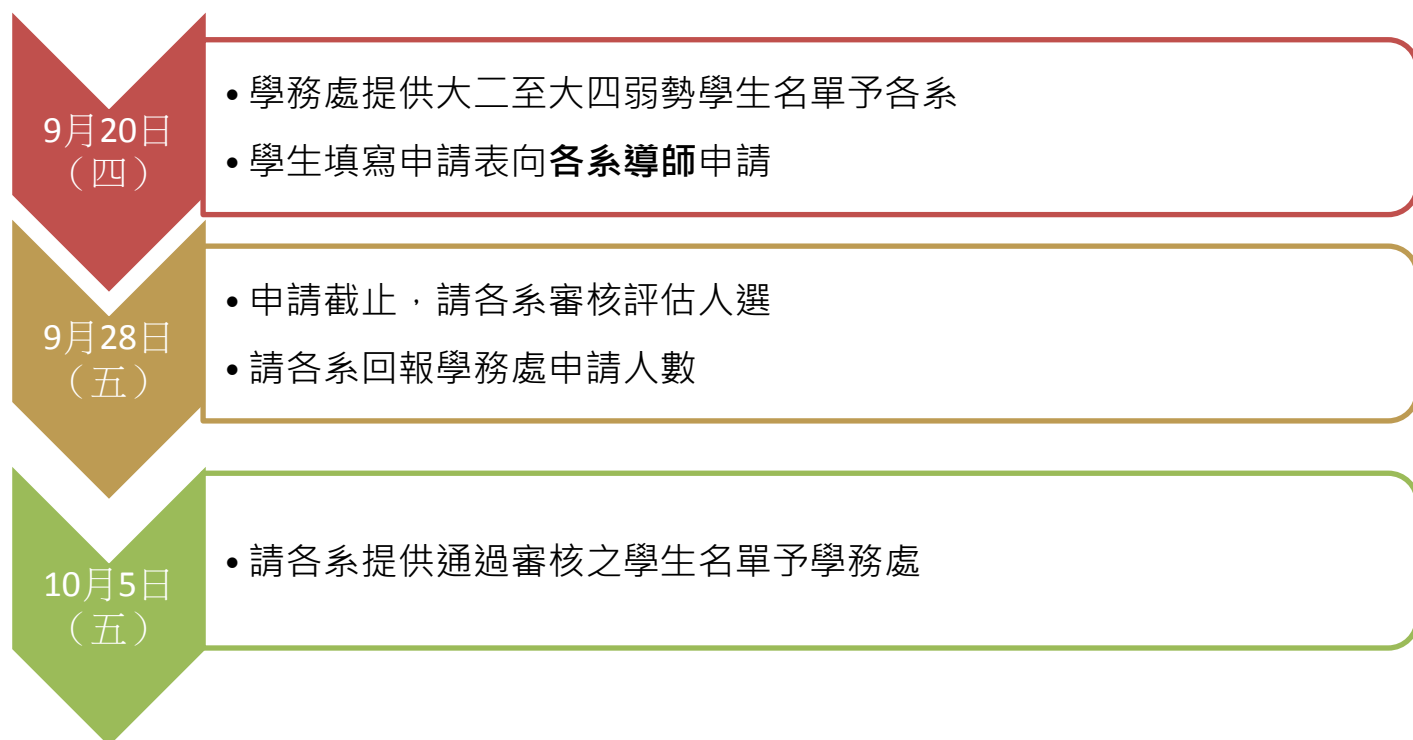 9月20日
（四）
• 學務處提供大二至大四弱勢學生名單予各系
• 學生填寫申請表向各系導師申請
9月28日
（五）
• 申請截止，請各系審核評估人選
• 請各系回報學務處申請人數
10月5日
（五）
• 請各系提供通過審核之學生名單予學務處